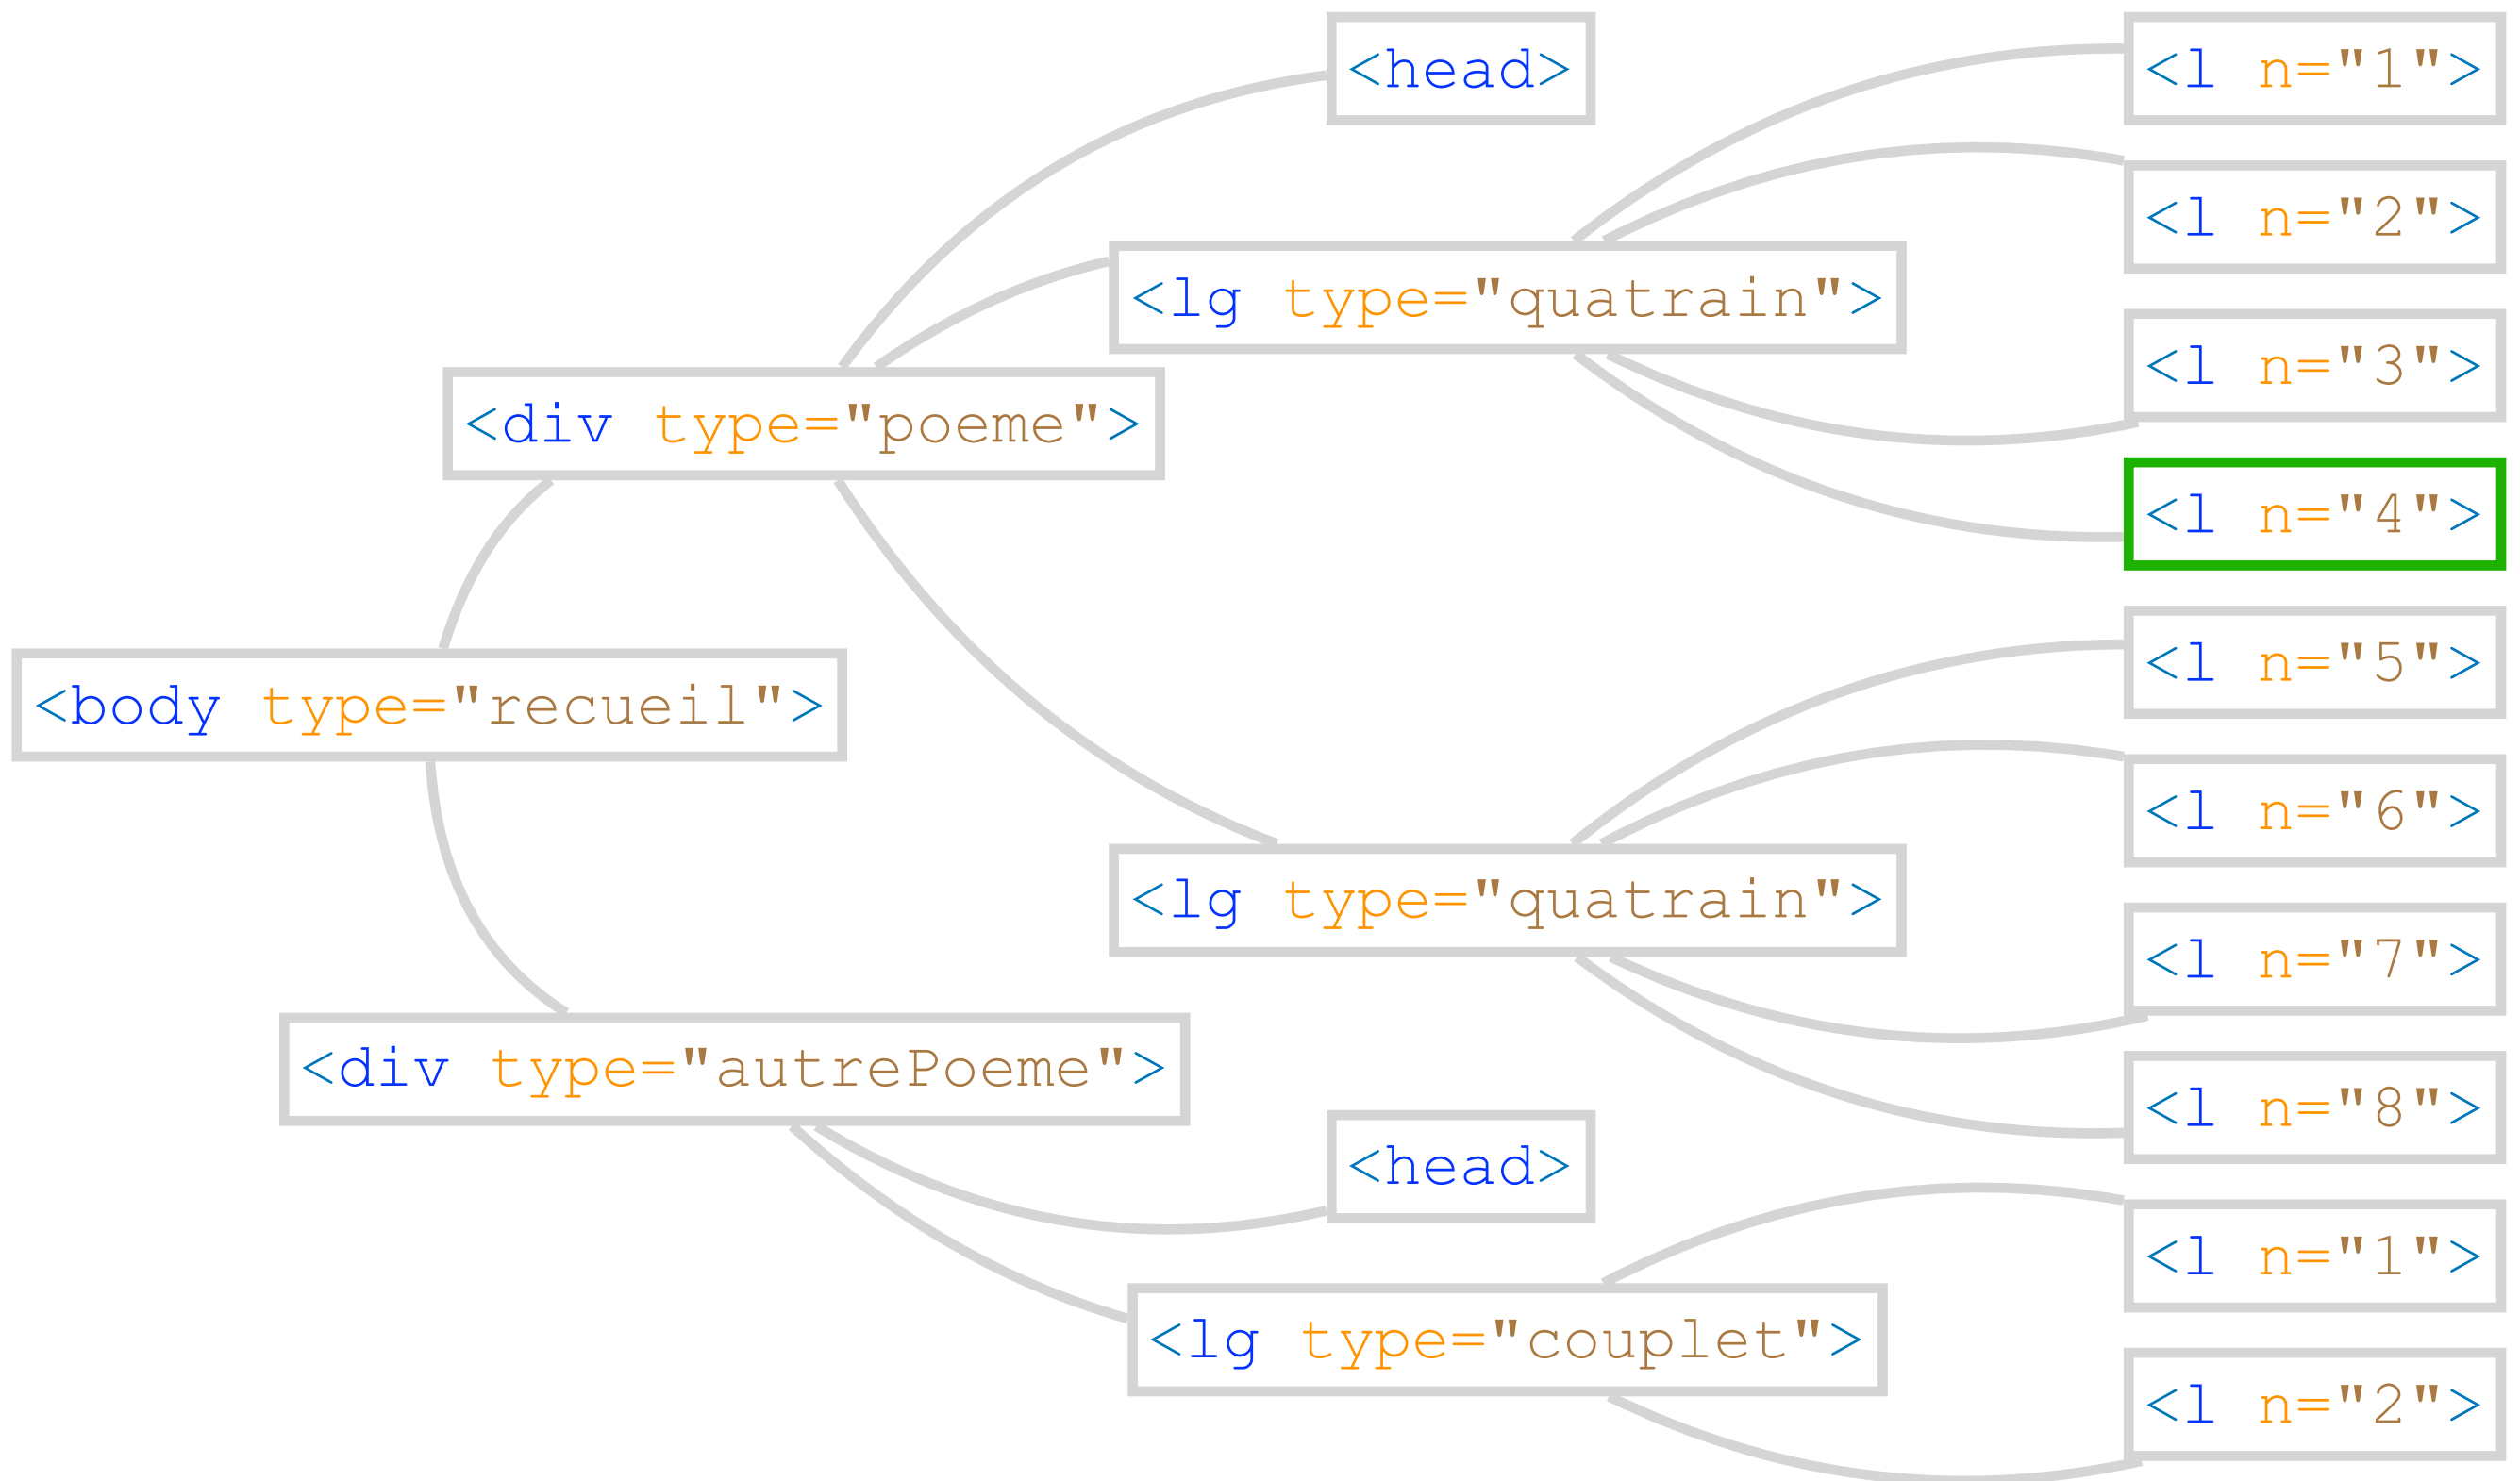 <head>
<l n="1">
<l n="2">
<lg type="quatrain">
<l n="3">
<div type="poeme">
<l n="4">
<l n="5">
<body type="recueil">
<l n="6">
<lg type="quatrain">
<l n="7">
<div type="autrePoeme">
<l n="8">
<head>
<l n="1">
<lg type="couplet">
<l n="2">